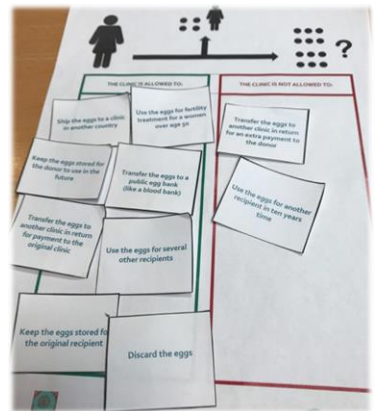 ?
THE CLINIC IS ALLOWED TO:
THE CLINIC IS NOT ALLOWED TO:
Ship the eggs to a clinic
in another country
Use the eggs for fertility
treatment for a woman
over age 50
Keep the eggs stored for
the donor to use in the
future
Transfer the eggs to a
public egg bank
(like a blood bank)
Transfer the eggs to
another clinic in return
for payment to the
original clinic
Use the eggs for several
other recipients
Keep the eggs stored fo
the original recipient
Discard the eggs
Transfer the eggs to
another clinic in return
for an extra payment to
the donor
Use the eggs for another
recipient in ten years
time